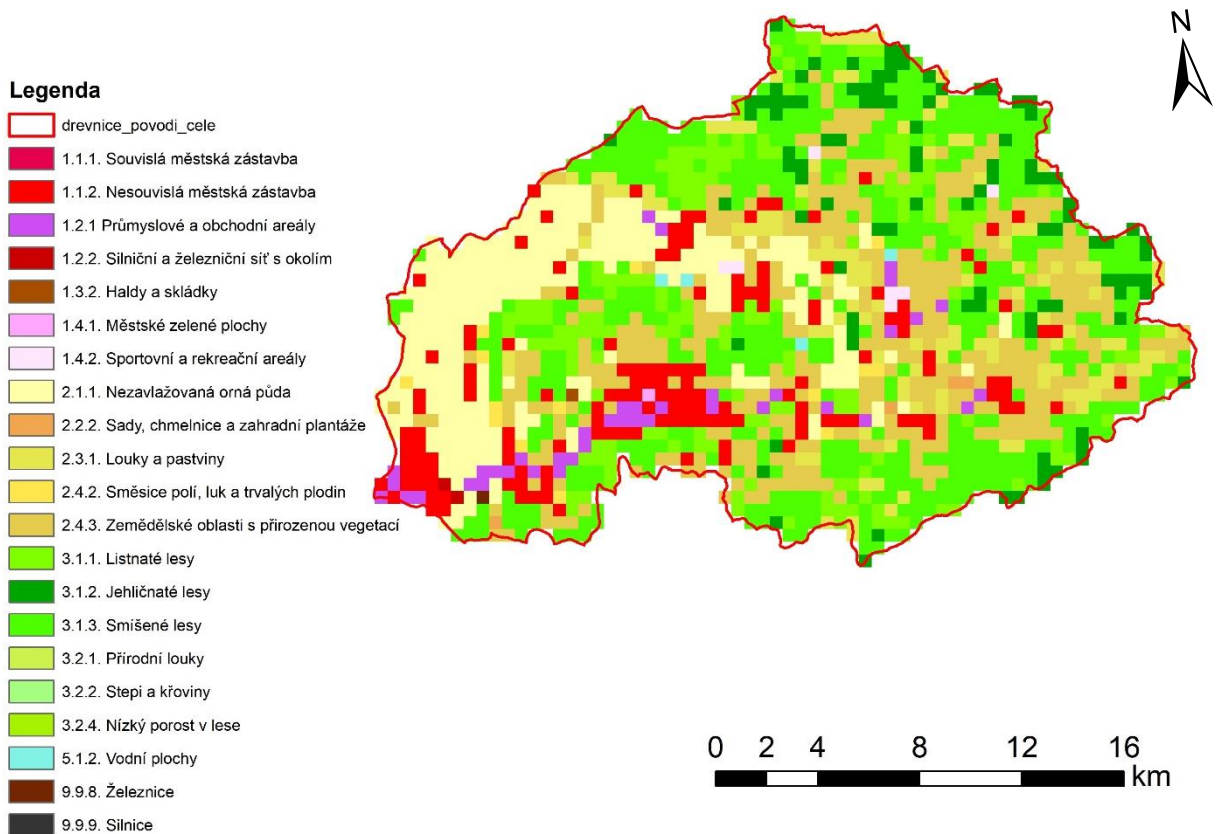 N
Legenda
drevnice_povodi_cele
1.1.1. Souvislá městská zástavba
1.1.2. Nesouvislá městská zástavba
1.2.1 Průmyslové a obchodní areály
1.2.2. Silniční a železniční síť s okolím
1.3.2. Haldy a skládky
1.4.1. Městské zelené plochy
1.4.2. Sportovní a rekreační areály
2.1.1. Nezavlažovaná orná půda
2.2.2. Sady, chmelnice a zahradní plantáže
2.3.1. Louky a pastviny
2.4.2. Směsice polí, luk a trvalých plodin
2.4.3. Zemědělské oblasti s přirozenou vegetací
3.1.1. Listnaté lesy
3.1.2. Jehličnaté lesy
3.1.3. Smíšené lesy
3.2.1. Přírodní louky
3.2.2. Stepi a křoviny
3.2.4. Nízký porost v lese
5.1.2. Vodní plochy
9.9.8. Železnice
9.9.9. Silnice
0 2 4 8 12 16
km